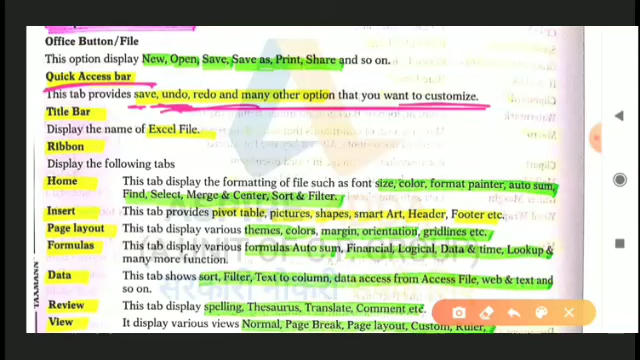 Office Button/File
This option display New, Open, Save, Save as, Print, Share and so on.
Quick Access bar
This tab provides save, undo, redo and many other option that you want to customize.
Title Bar
Display the name of Excel File.
Ribbon
Display the following tabs
Home This tab display the formatting of file such as font size, color, format painter, auto sum,
Find, Select, Merge & Center, Sort & Filter.
Insert This tab provides pivot table, pictures, shapes, smart Art, Header, Footer etc.
Page layout This tab display various themes, colors, margin, orientation, gridlines etc.
Formulas This tab display various formulas Auto sum, Financial, Logical, Data & time, Lookup &
many more function.
Data This tab shows sort, Filter, Text to column, data access from Access File, web & text and
so on.
Review This tab display spelling, Thesaurus, Translate, Comment etc.
View It display various views Normal, Page Break, Page layout, Custom, Ruler,
TAXMANN